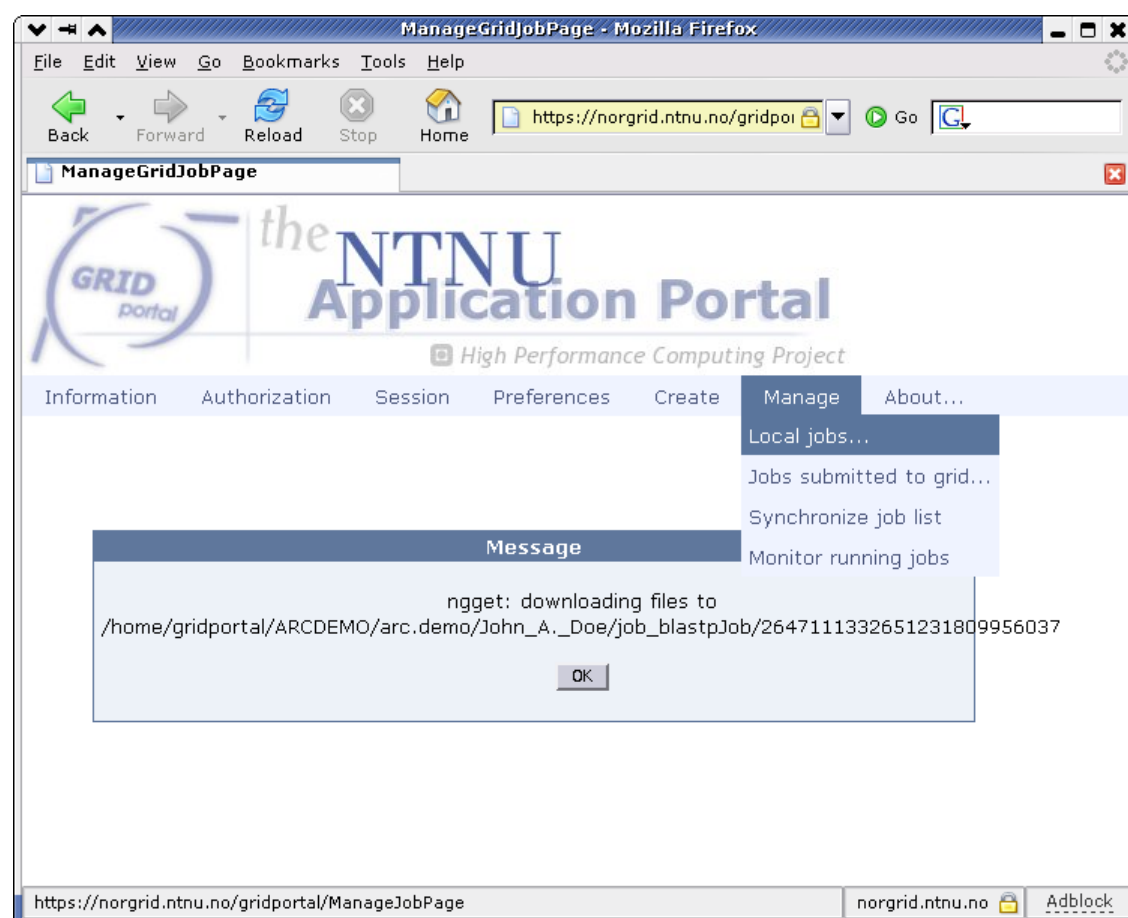 ManageGridJobPage - Mozilla Firefox
File Edit View Go Bookmarks Tools Help
Back Forward Reload Stop Home https://norgrid.ntnu.no/gridpor Go G
ManageGridJobPage
GRID portal
the NTNU
Application Portal
High Performance Computing Project
Information Authorization Session Preferences Create Manage About...
Local jobs...
Jobs submitted to grid...
Synchronize job list
Monitor running jobs
Message
ngget: downloading files to
/home/gridportal/ARCDEMO/arc.demo/John_A._Doe/job_blastpJob/2647111332651231809956037
OK
https://norgrid.ntnu.no/gridportal/ManageJobPage norgrid.ntnu.no Adblock